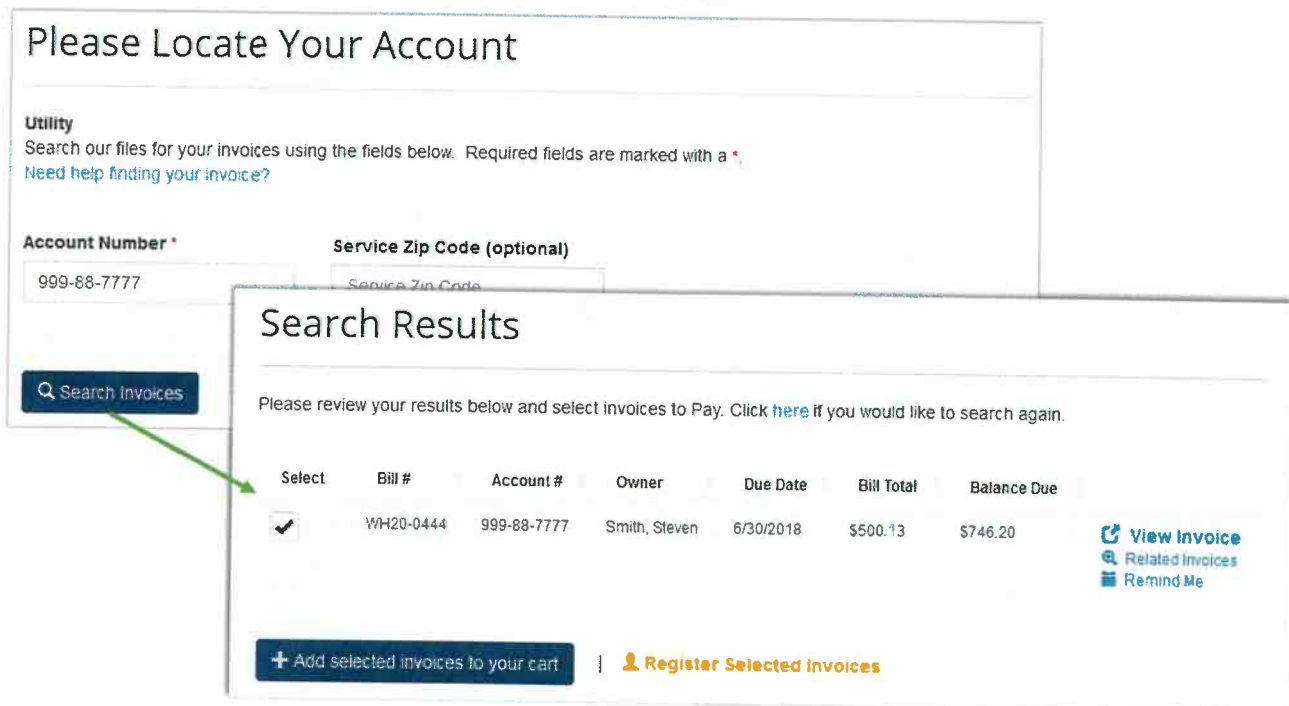 Please Locate Your Account
Utility
Search our files for your invoices using the fields below. Required fields are marked with a *.
Need help finding your invoice?
Account Number * Service Zip Code (optional)
999-88-7777 Service Zip Code
Search Invoices
Search Results
Please review your results below and select invoices to Pay. Click here if you would like to search again.
Select Bill # Account # Owner Due Date Bill Total Balance Due
WH20-0444 999-88-7777 Smith, Steven 6/30/2018 $500.13 $746.20
View Invoice
Related Invoices
Remind Me
+ Add selected invoices to your cart | Register Selected Invoices